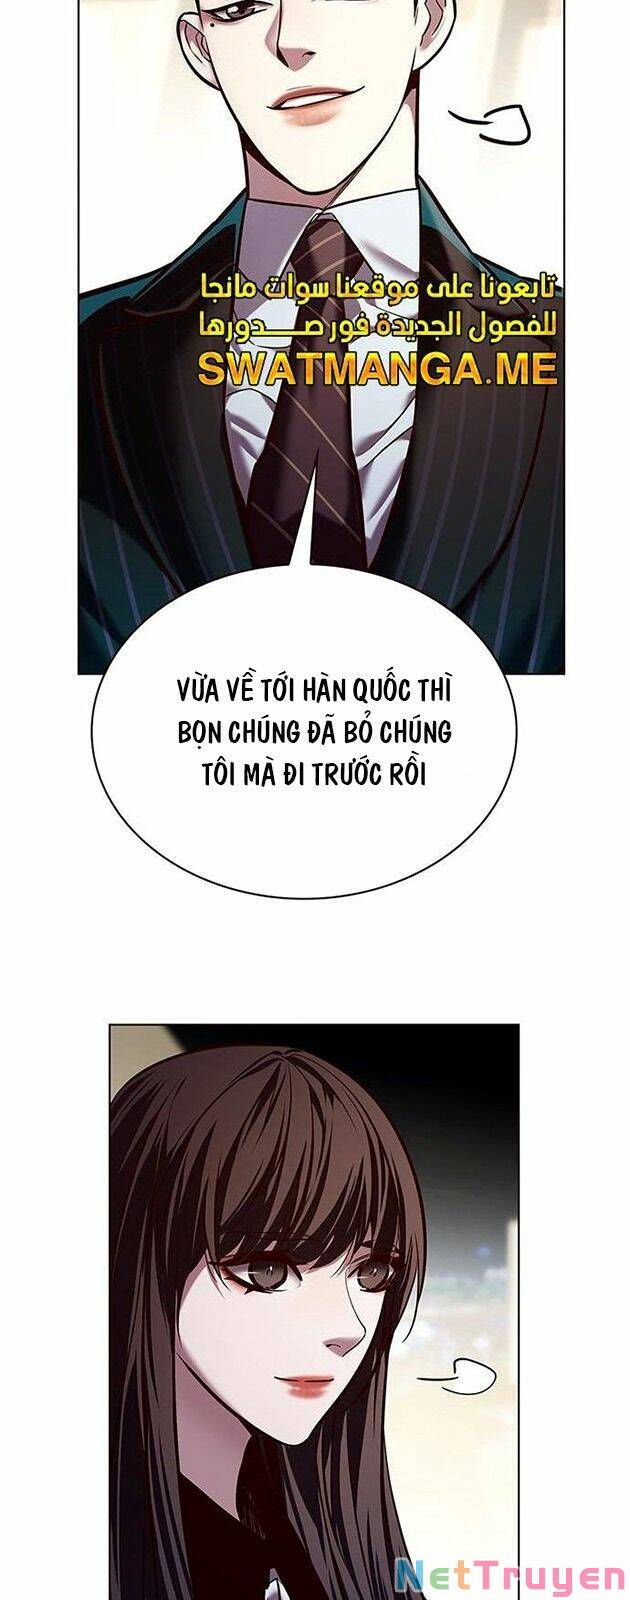 تابعونا على موقعنا سوات مانجا
للفصول الجديدة فور صـــدورها
SWATMANGA.ME
VỪA VỀ TỚI HÀN QUỐC THÌ
BỌN CHÚNG ĐÃ BỎ CHÚNG
TÔI MÀ ĐI TRƯỚC RỒI
NetTruyen